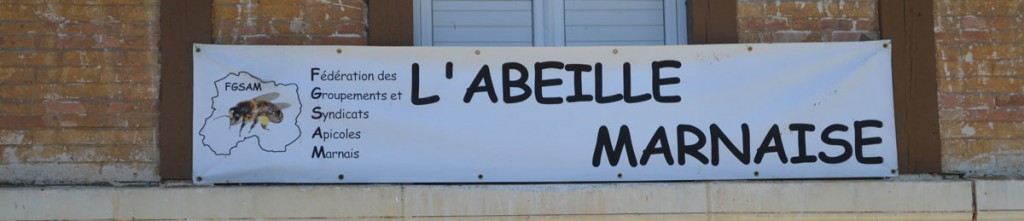 FGSAM
Fédération des
Groupements et
Syndicats
Apicoles
Marnais
L'ABEILLE
MARNAISE